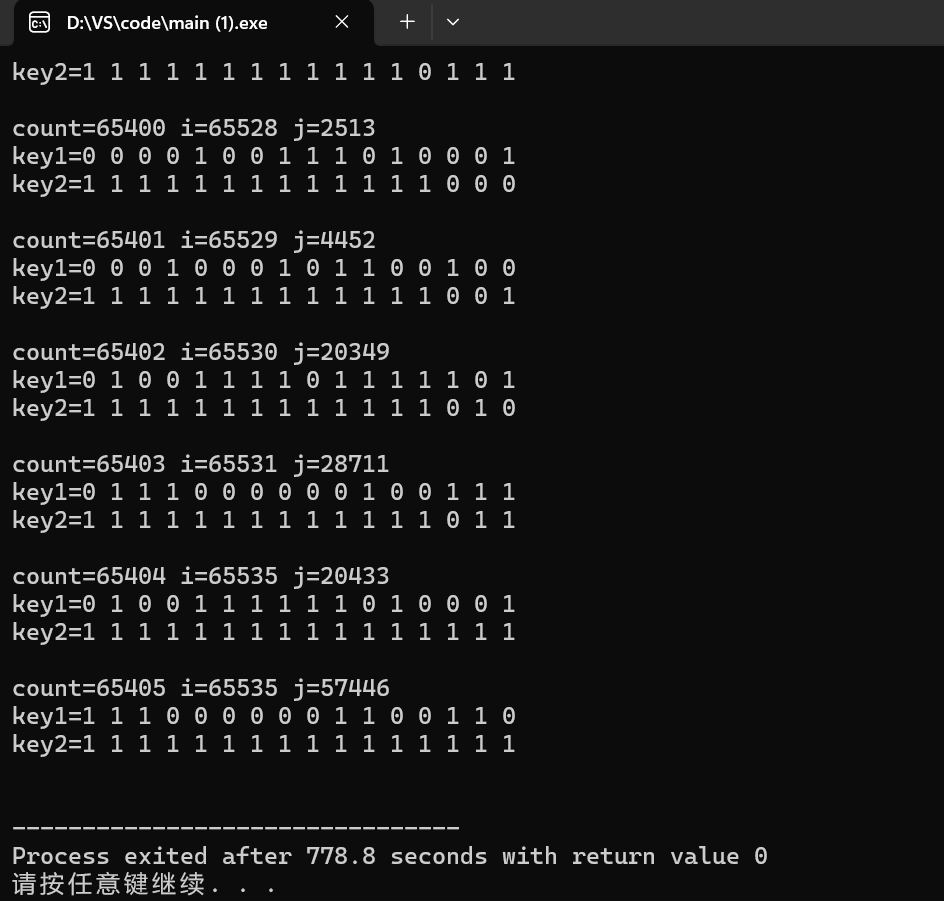 D:\VS\code\main (1).exe
key2=1 1 1 1 1 1 1 1 1 1 1 1 0 1 1 1
count=65400 i=65528 j=2513
key1=0 0 0 0 1 0 0 1 1 1 0 1 0 0 0 1
key2=1 1 1 1 1 1 1 1 1 1 1 1 1 0 0 0
count=65401 i=65529 j=4452
key1=0 0 0 1 0 0 0 1 0 1 1 0 0 1 0 0
key2=1 1 1 1 1 1 1 1 1 1 1 1 1 0 0 1
count=65402 i=65530 j=20349
key1=0 1 0 0 1 1 1 1 0 1 1 1 1 1 0 1
key2=1 1 1 1 1 1 1 1 1 1 1 1 1 0 1 0
count=65403 i=65531 j=28711
key1=0 1 1 1 0 0 0 0 0 0 1 0 0 1 1 1
key2=1 1 1 1 1 1 1 1 1 1 1 1 1 0 1 1
count=65404 i=65535 j=20433
key1=0 1 0 0 1 1 1 1 1 1 0 1 0 0 0 1
key2=1 1 1 1 1 1 1 1 1 1 1 1 1 1 1 1
count=65405 i=65535 j=57446
key1=1 1 1 0 0 0 0 0 0 1 1 0 0 1 1 0
key2=1 1 1 1 1 1 1 1 1 1 1 1 1 1 1 1
--------------------------------
Process exited after 778.8 seconds with return value 0
请按任意键继续. . .